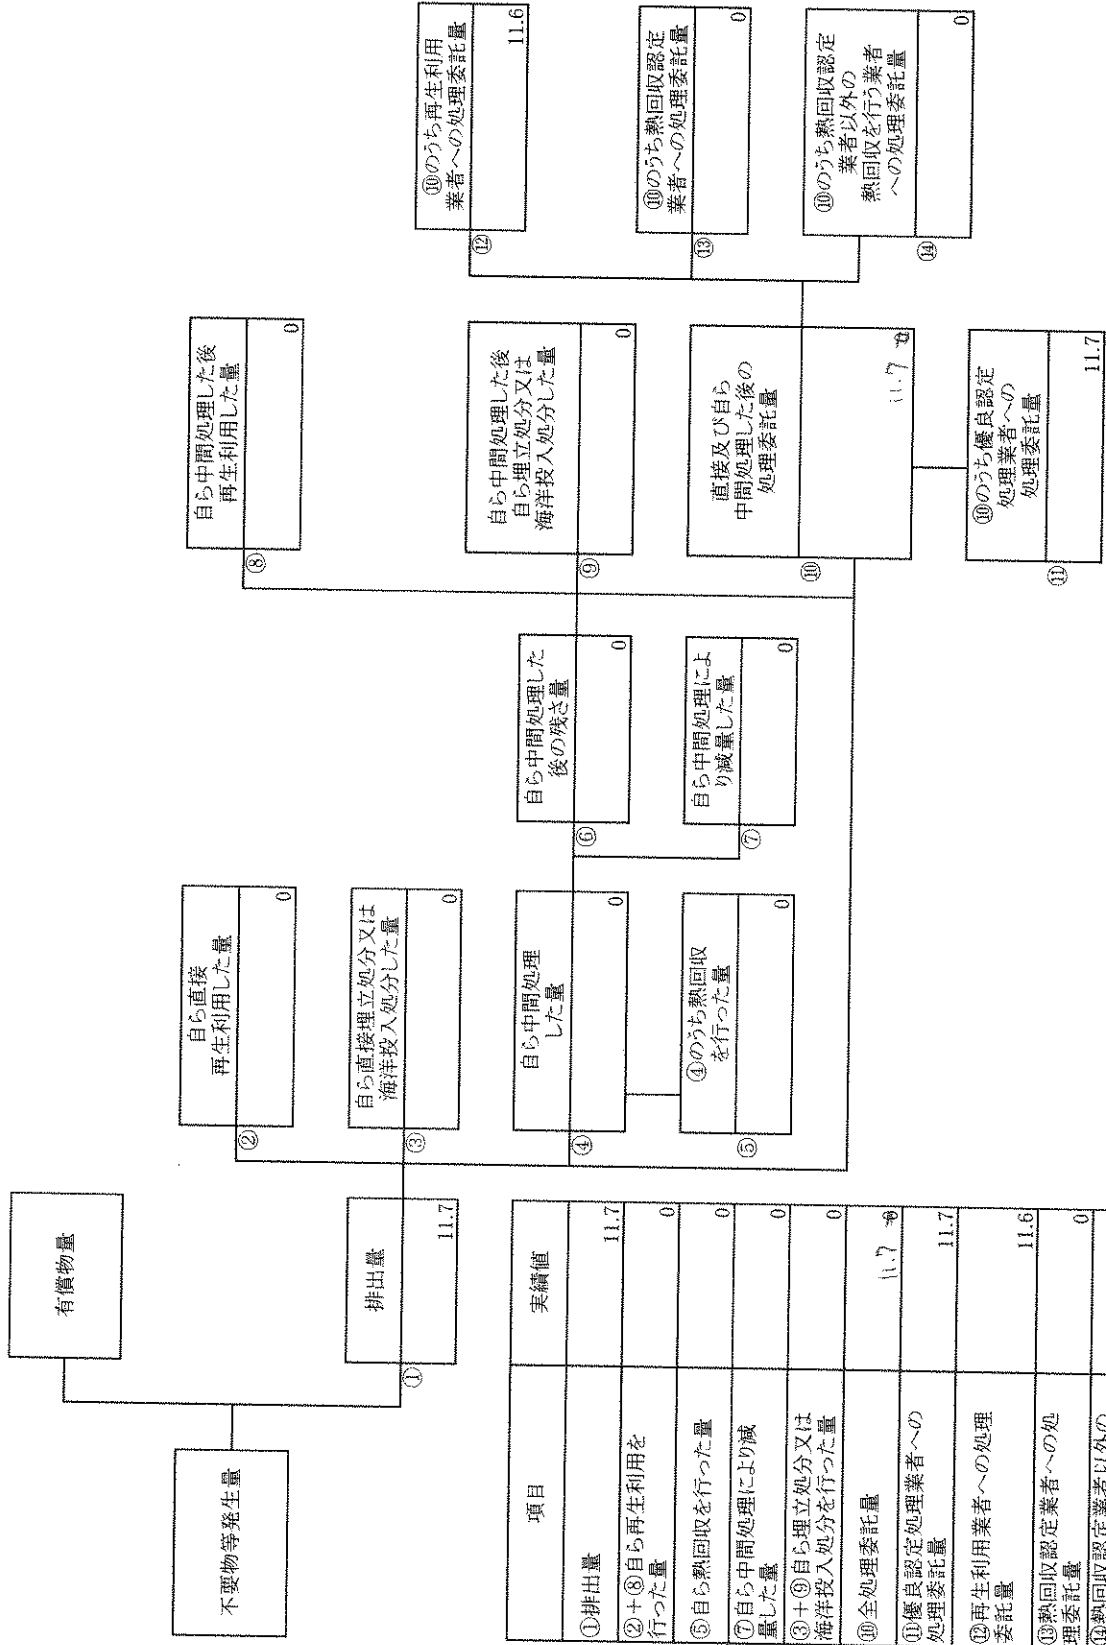 有償物量
不要物等発生量
排出量
①
11.7
自ら直接
再生利用した量
②
0
自ら直接埋立処分又は
海洋投入処分した量
③
0
自ら中間処理
した量
④
0
④のうち熱回収
を行った量
⑤
0
自ら中間処理した
後の残さ量
⑥
0
自ら中間処理によ
り減量した量
⑦
0
自ら中間処理した後
再生利用した量
⑧
0
自ら中間処理した後
自ら埋立処分又は
海洋投入処分した量
⑨
0
直接及び自ら
中間処理した後の
処理委託量
⑩
11.7 0
⑩のうち優良認定
処理業者への
処理委託量
⑪
11.7
⑩のうち再生利用
業者への処理委託量
⑫
11.6
⑩のうち熱回収認定
業者への処理委託量
⑬
0
⑩のうち熱回収認定
業者以外の
熱回収を行う業者
への処理委託量
⑭
0
項目 実績値
①排出量 11.7
②+⑧自ら再生利用を
行った量 0
⑤自ら熱回収を行った量 0
⑦自ら中間処理により減
量した量 0
③+⑨自ら埋立処分又は
海洋投入処分を行った量 0
⑩全処理委託量 11.7 0
⑪優良認定処理業者への
処理委託量 11.7
⑫再生利用業者への処理
委託量 11.6
⑬熱回収認定業者への処
理委託量 0
⑭熱回収認定業者以外の